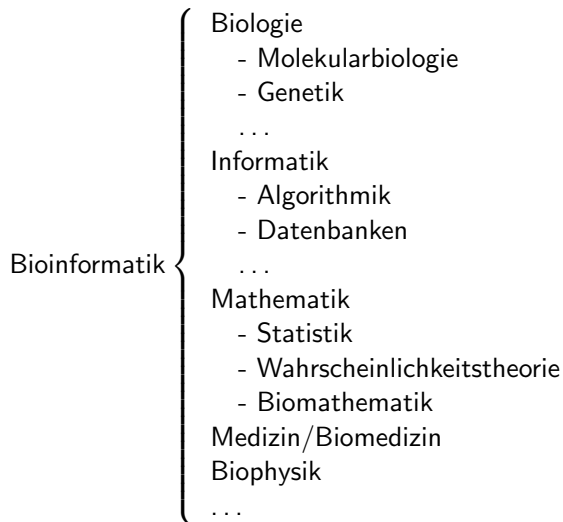 Biologie
- Molekularbiologie
- Genetik
. . .
Informatik
- Algorithmik
- Datenbanken
Bioinformatik
. . .
Mathematik
- Statistik
- Wahrscheinlichkeitstheorie
- Biomathematik
Medizin/Biomedizin
Biophysik
. . .